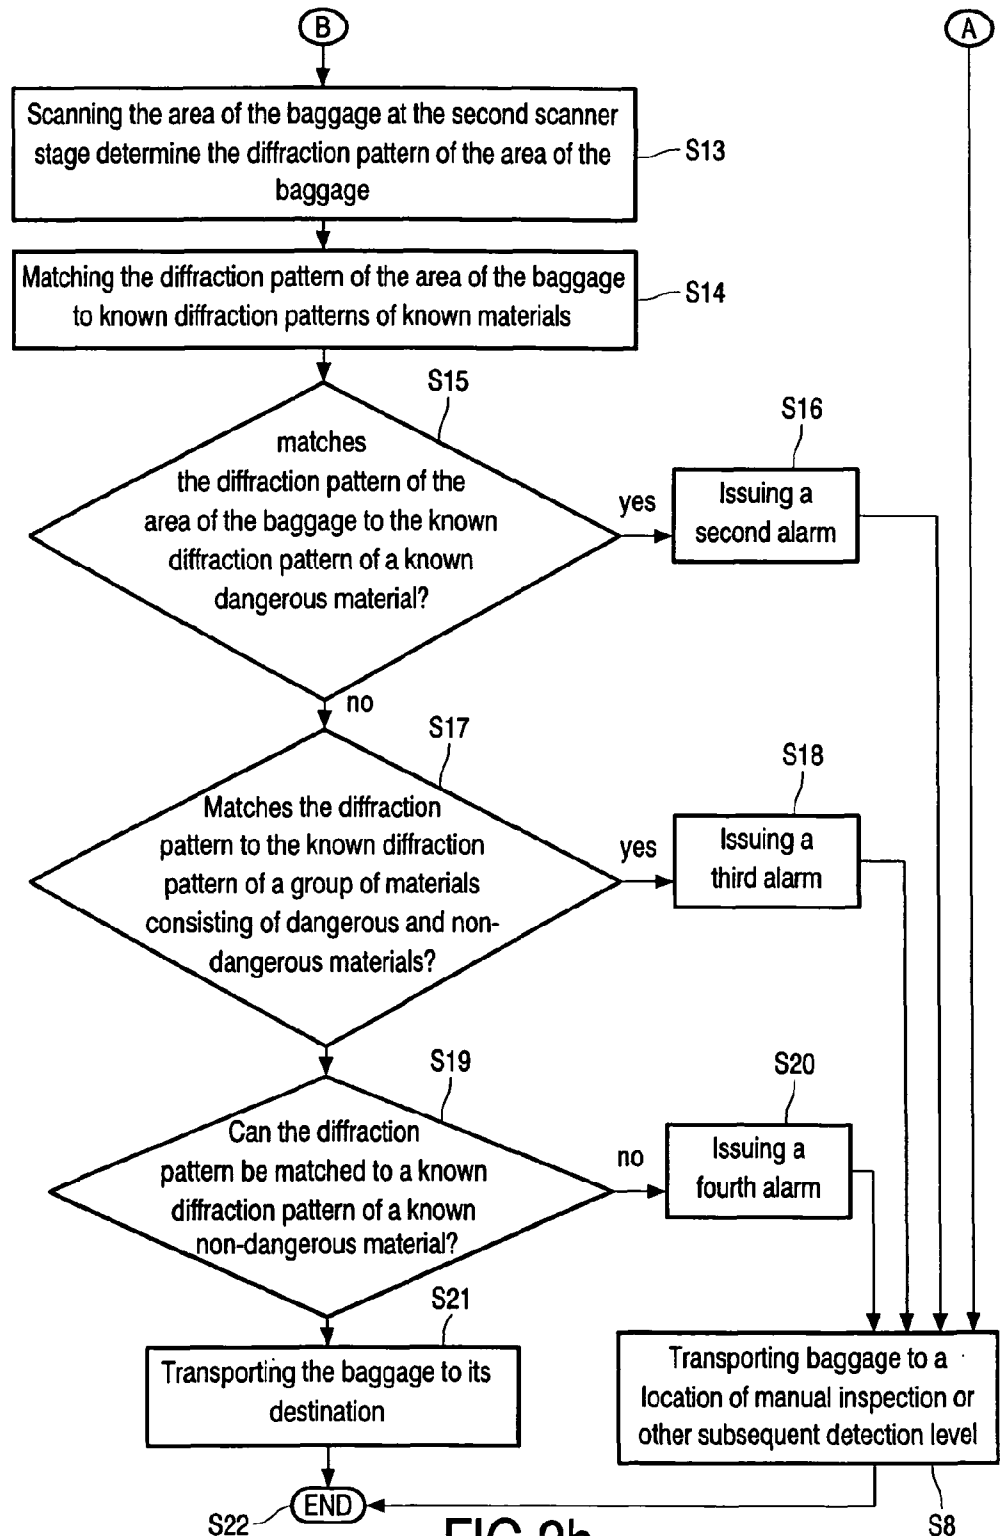 B
A
Scanning the area of the baggage at the second scanner
stage determine the diffraction pattern of the area of the
baggage
S13
Matching the diffraction pattern of the area of the baggage
to known diffraction patterns of known materials
S14
S15
matches
the diffraction pattern of the
area of the baggage to the known
diffraction pattern of a known
dangerous material?
yes
S16
Issuing a
second alarm
no
S17
Matches the diffraction
pattern to the known diffraction
pattern of a group of materials
consisting of dangerous and non-
dangerous materials?
yes
S18
Issuing a
third alarm
S19
Can the diffraction
pattern be matched to a known
diffraction pattern of a known
non-dangerous material?
no
S20
Issuing a
fourth alarm
S21
Transporting the baggage to its
destination
Transporting baggage to a
location of manual inspection or
other subsequent detection level
END
S22
S8